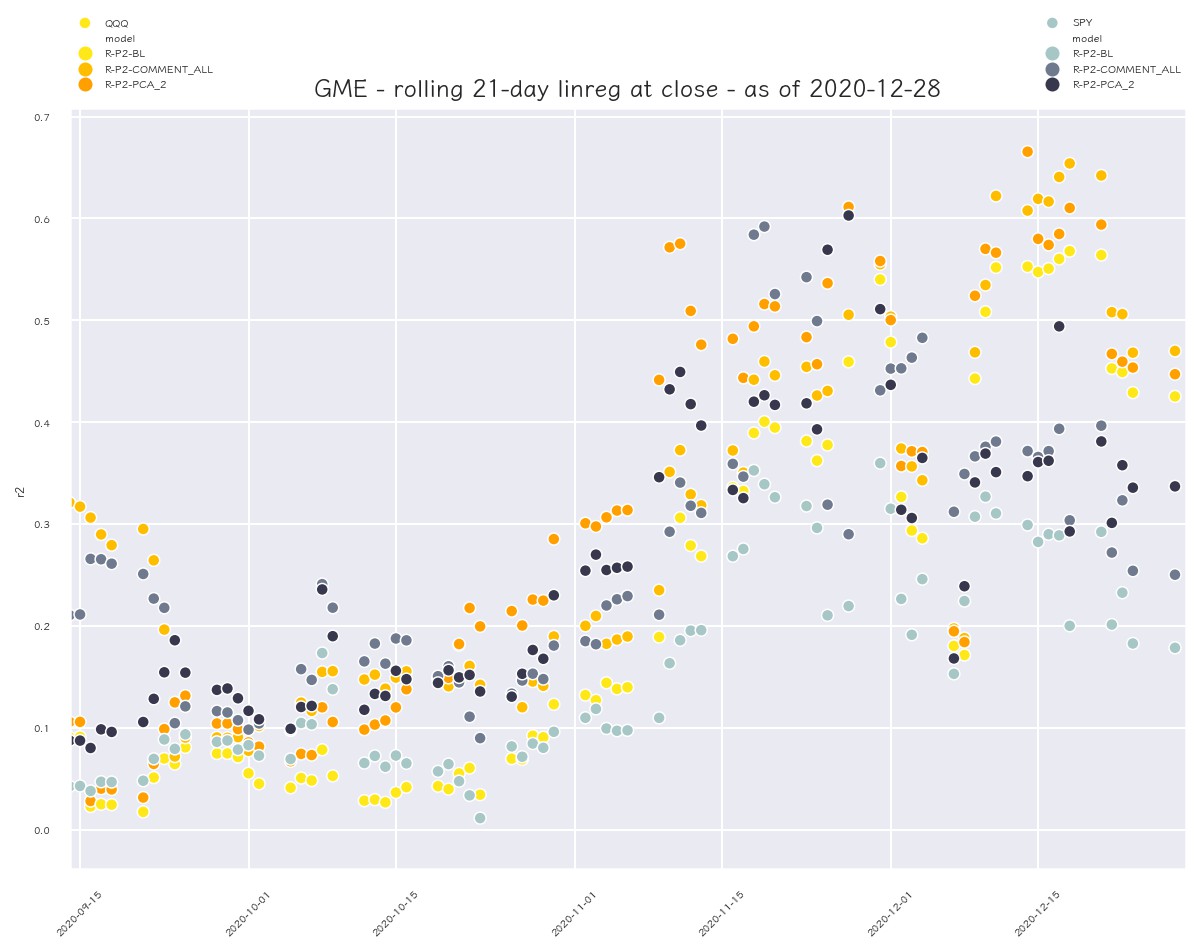 QQQ
model
R-P2-BL
R-P2-COMMENT_ALL
R-P2-PCA_2
SPY
model
R-P2-BL
R-P2-COMMENT_ALL
R-P2-PCA_2
GME - rolling 21-day linreg at close - as of 2020-12-28
0.7
0.6
0.5
0.4
0.3
0.2
0.1
0.0
r2
2020-09-15
2020-10-01
2020-10-15
2020-11-01
2020-11-15
2020-12-01
2020-12-15